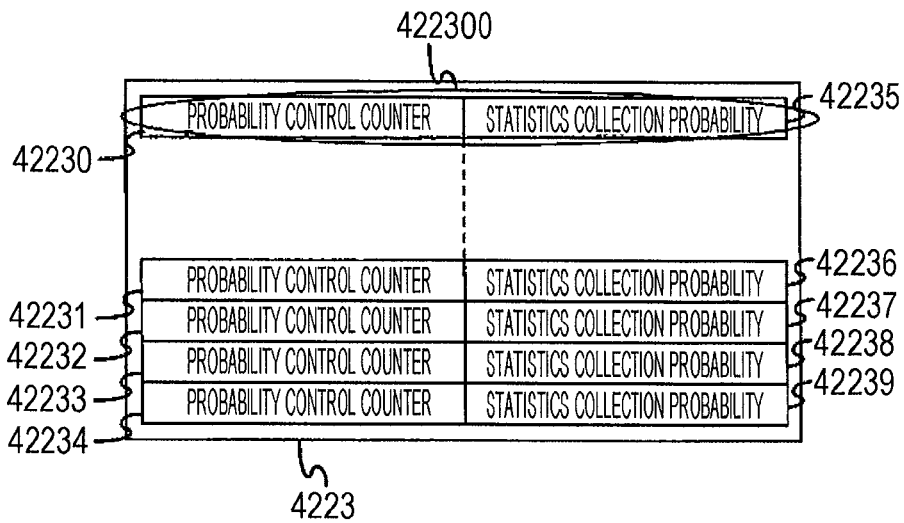 422300
PROBABILITY CONTROL COUNTER STATISTICS COLLECTION PROBABILITY 42235
42230
PROBABILITY CONTROL COUNTER STATISTICS COLLECTION PROBABILITY 42236
42231 PROBABILITY CONTROL COUNTER STATISTICS COLLECTION PROBABILITY 42237
42232 PROBABILITY CONTROL COUNTER STATISTICS COLLECTION PROBABILITY 42238
42233 PROBABILITY CONTROL COUNTER STATISTICS COLLECTION PROBABILITY 42239
42234
4223